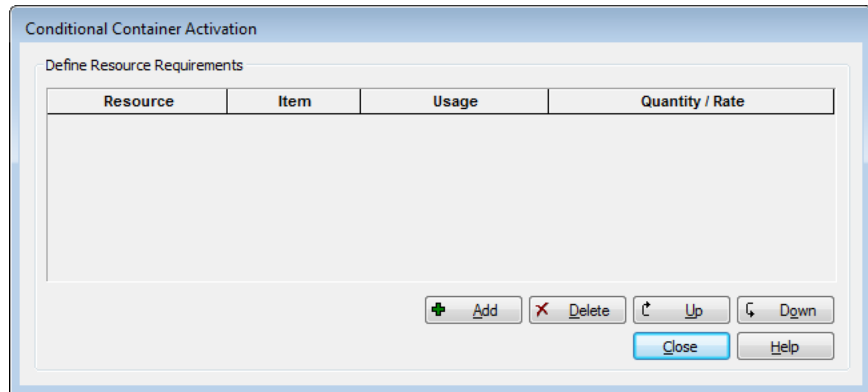 Conditional Container Activation
Define Resource Requirements
Resource Item Usage Quantity / Rate
Add Delete Up Down
Close Help